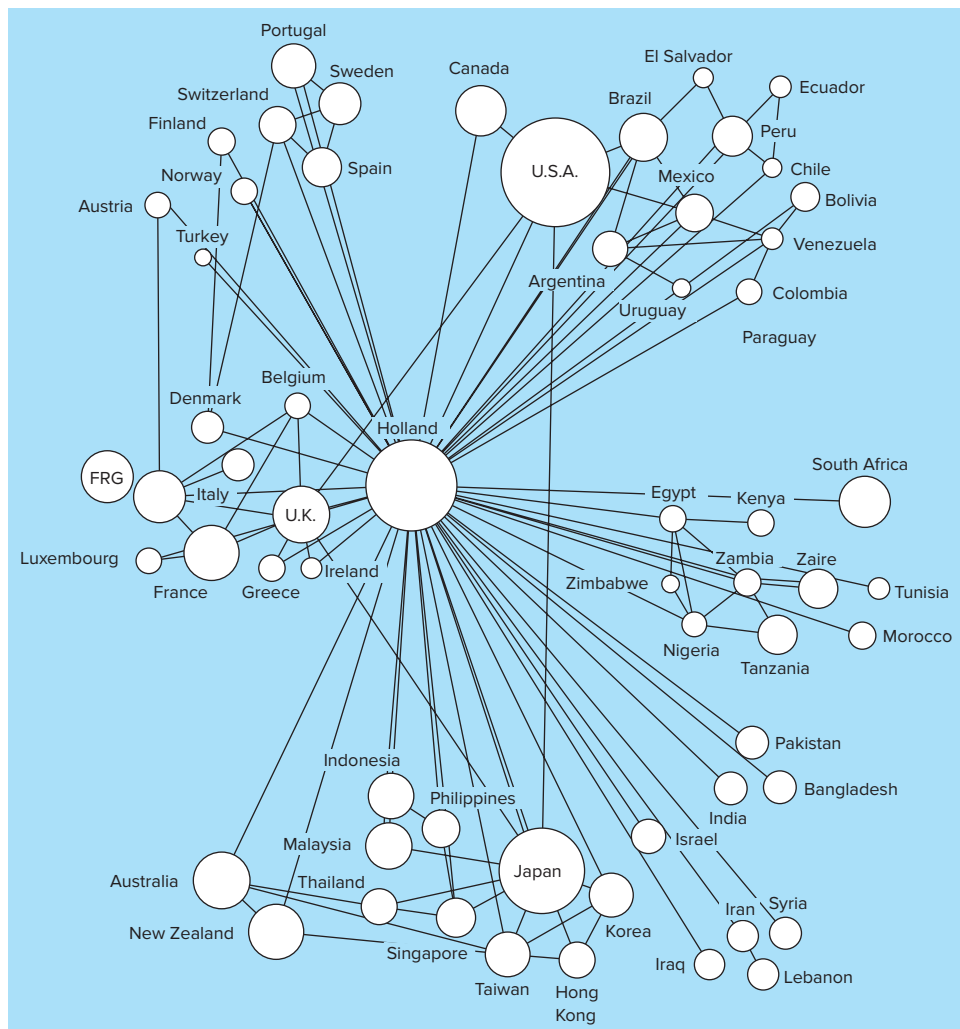 Portugal
Sweden
Switzerland
Finland
Spain
Norway
Austria
Turkey
Canada
El Salvador
Ecuador
Brazil
Peru
U.S.A.
Mexico
Chile
Bolivia
Venezuela
Argentina
Uruguay
Colombia
Paraguay
Belgium
Denmark
Holland
FRG
Italy
U.K.
Luxembourg
France
Greece
Ireland
South Africa
Egypt
Kenya
Zambia
Zaire
Zimbabwe
Tunisia
Nigeria
Morocco
Tanzania
Pakistan
Bangladesh
India
Israel
Indonesia
Philippines
Malaysia
Japan
Australia
Thailand
New Zealand
Singapore
Korea
Taiwan
Hong
Kong
Iran
Syria
Iraq
Lebanon